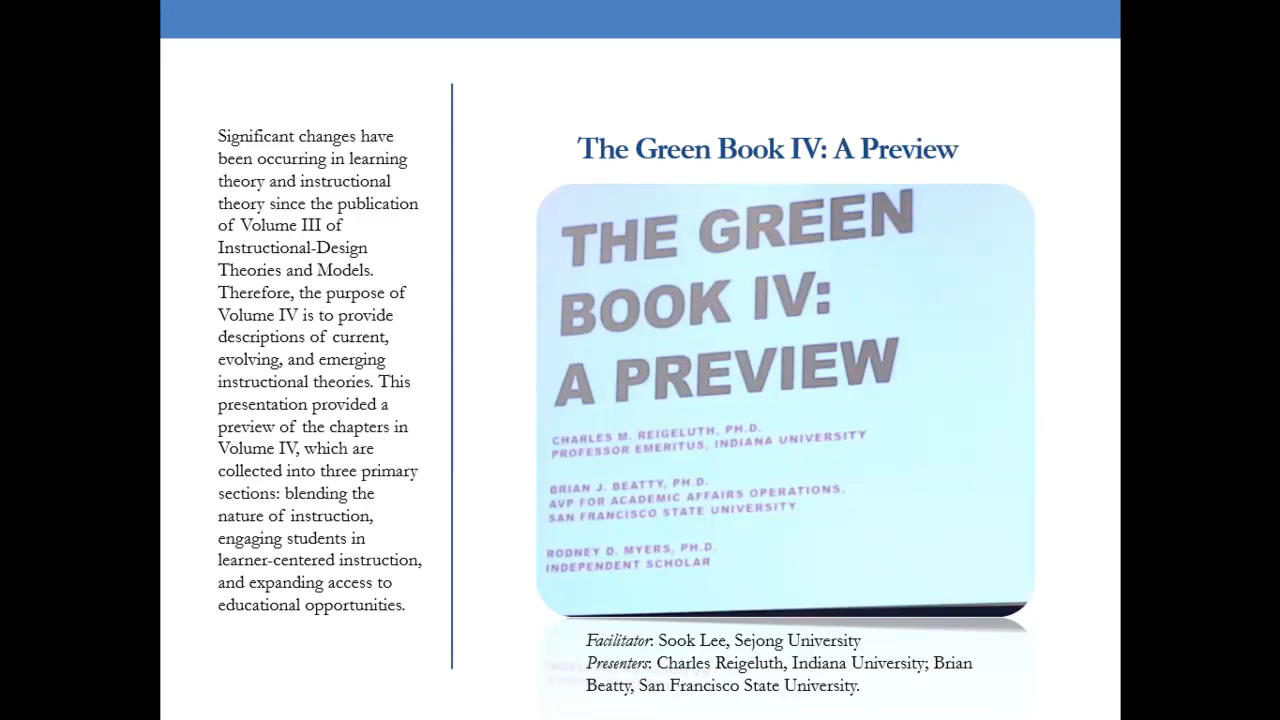 Significant changes have
been occurring in learning
theory and instructional
theory since the publication
of Volume III of
Instructional-Design
Theories and Models.
Therefore, the purpose of
Volume IV is to provide
descriptions of current,
evolving, and emerging
instructional theories. This
presentation provided a
preview of the chapters in
Volume IV, which are
collected into three primary
sections: blending the
nature of instruction,
engaging students in
learner-centered instruction,
and expanding access to
educational opportunities.
The Green Book IV: A Preview
THE GREEN
BOOK IV:
A PREVIEW
CHARLES M. REIGELUTH, PH.D.
PROFESSOR EMERITUS, INDIANA UNIVERSITY
BRIAN J. BEATTY, PH.D.
AVP FOR ACADEMIC AFFAIRS OPERATIONS,
SAN FRANCISCO STATE UNIVERSITY
RODNEY D. MYERS, PH.D.
INDEPENDENT SCHOLAR
Facilitator: Sook Lee, Sejong University
Presenters: Charles Reigeluth, Indiana University; Brian
Beatty, San Francisco State University.